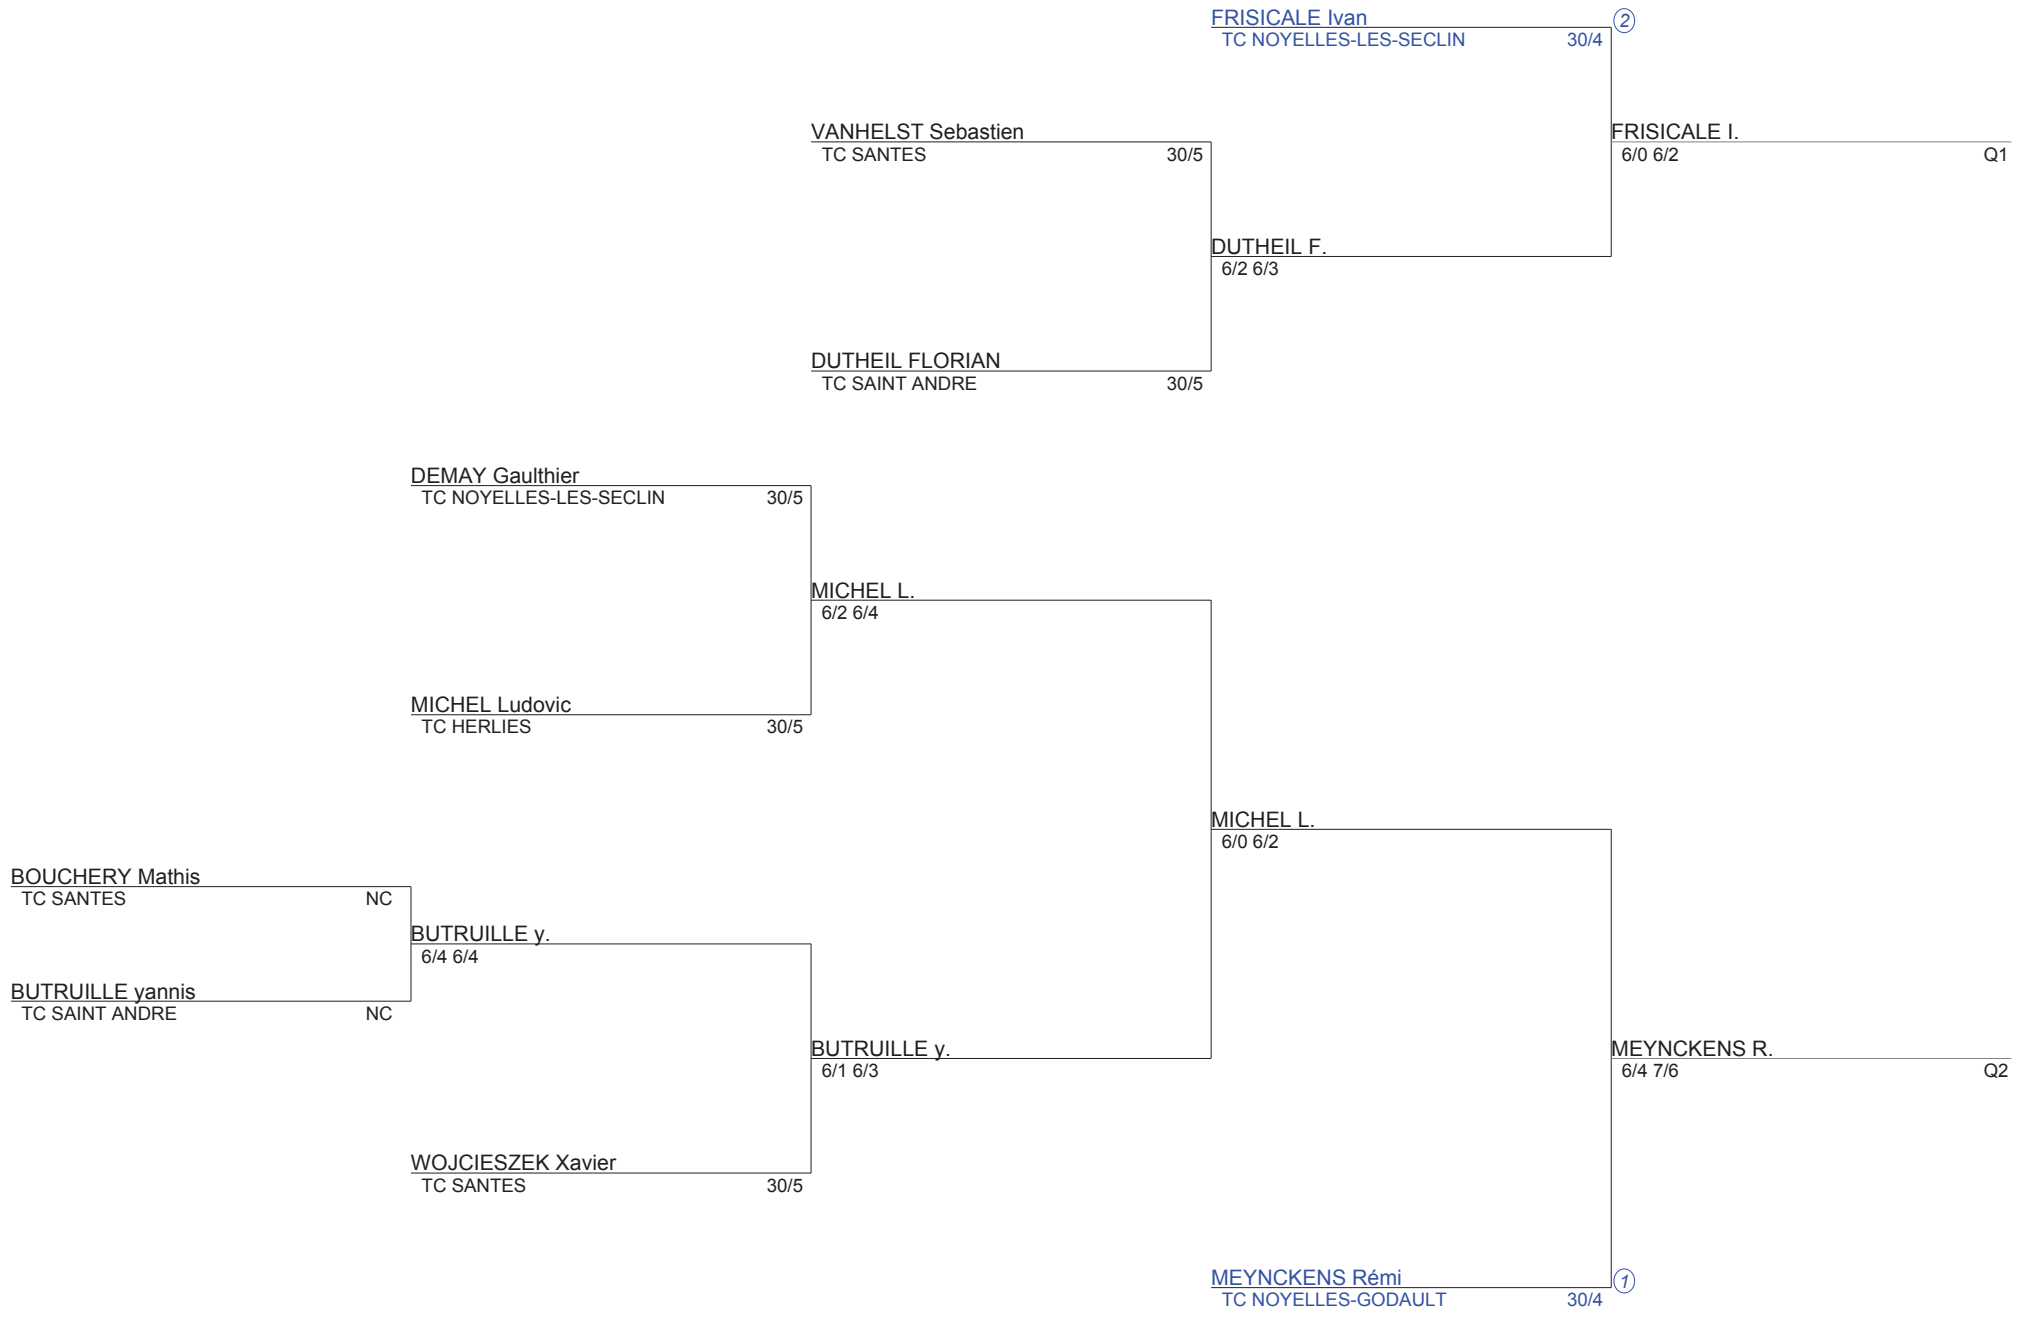 FRISICALE Ivan 2
TC NOYELLES-LES-SECLIN 30/4
VANHELST Sebastien
TC SANTES 30/5
FRISICALE I.
6/0 6/2 Q1
DUTHEIL F.
6/2 6/3
DUTHEIL FLORIAN
TC SAINT ANDRE 30/5
DEMAY Gaulthier
TC NOYELLES-LES-SECLIN 30/5
MICHEL L.
6/2 6/4
MICHEL Ludovic
TC HERLIES 30/5
MICHEL L.
6/0 6/2
BOUCHERY Mathis
TC SANTES NC
BUTRUILLE y.
6/4 6/4
BUTRUILLE yannis
TC SAINT ANDRE NC
BUTRUILLE y.
6/1 6/3
MEYNCKENS R.
6/4 7/6 Q2
WOJCIESZEK Xavier
TC SANTES 30/5
MEYNCKENS Rémi 1
TC NOYELLES-GODAULT 30/4